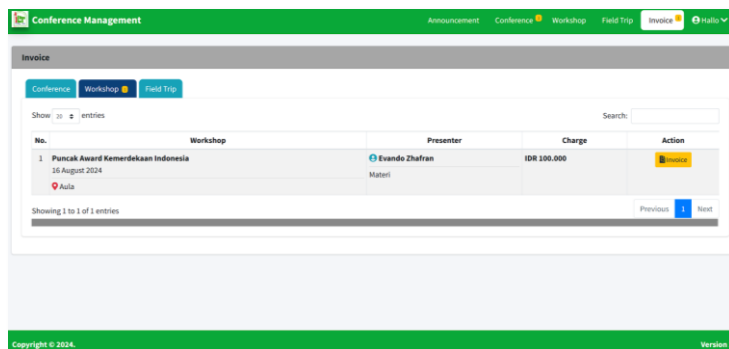 Conference Management
Announcement Conference Workshop Field Trip Invoice Hallo
Invoice
Conference Workshop Field Trip
Show 20 entries Search:
No. Workshop Presenter Charge Action
1 Puncak Award Kemerdekaan Indonesia Evando Zhafran IDR 100.000 Invoice
16 August 2024 Materi
Aula
Showing 1 to 1 of 1 entries Previous 1 Next
Copyright © 2024. Version